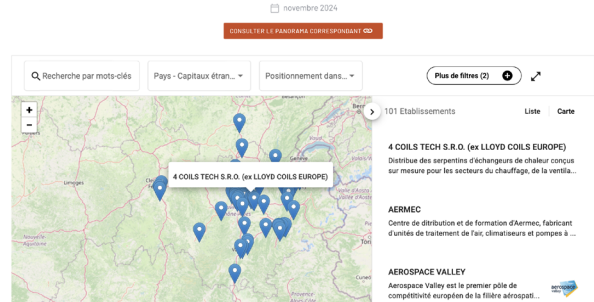 novembre 2024
CONSULTER LE PANORAMA CORRESPONDANT
Recherche par mots-clés
Pays - Capitaux étran...
Positionnement dans...
Plus de filtres (2)
+
−
101 Etablissements
Liste
Carte
4 COILS TECH S.R.O. (ex LLOYD COILS EUROPE)
Limoges
Genève
4 COILS TECH S.R.O. (ex LLOYD COILS EUROPE)
Distribue des serpentins d'échangeurs de chaleur conçus
sur mesure pour les secteurs du chauffage, de la ventila...
AERMEC
Centre de ditribution et de formation d'Aermec, fabricant
d'unités de traitement de l'air, climatiseurs et pompes à ...
AEROSPACE VALLEY
Aerospace Valley est le premier pôle de
compétitivité européen de la filière aérospati...
aerospace
valley